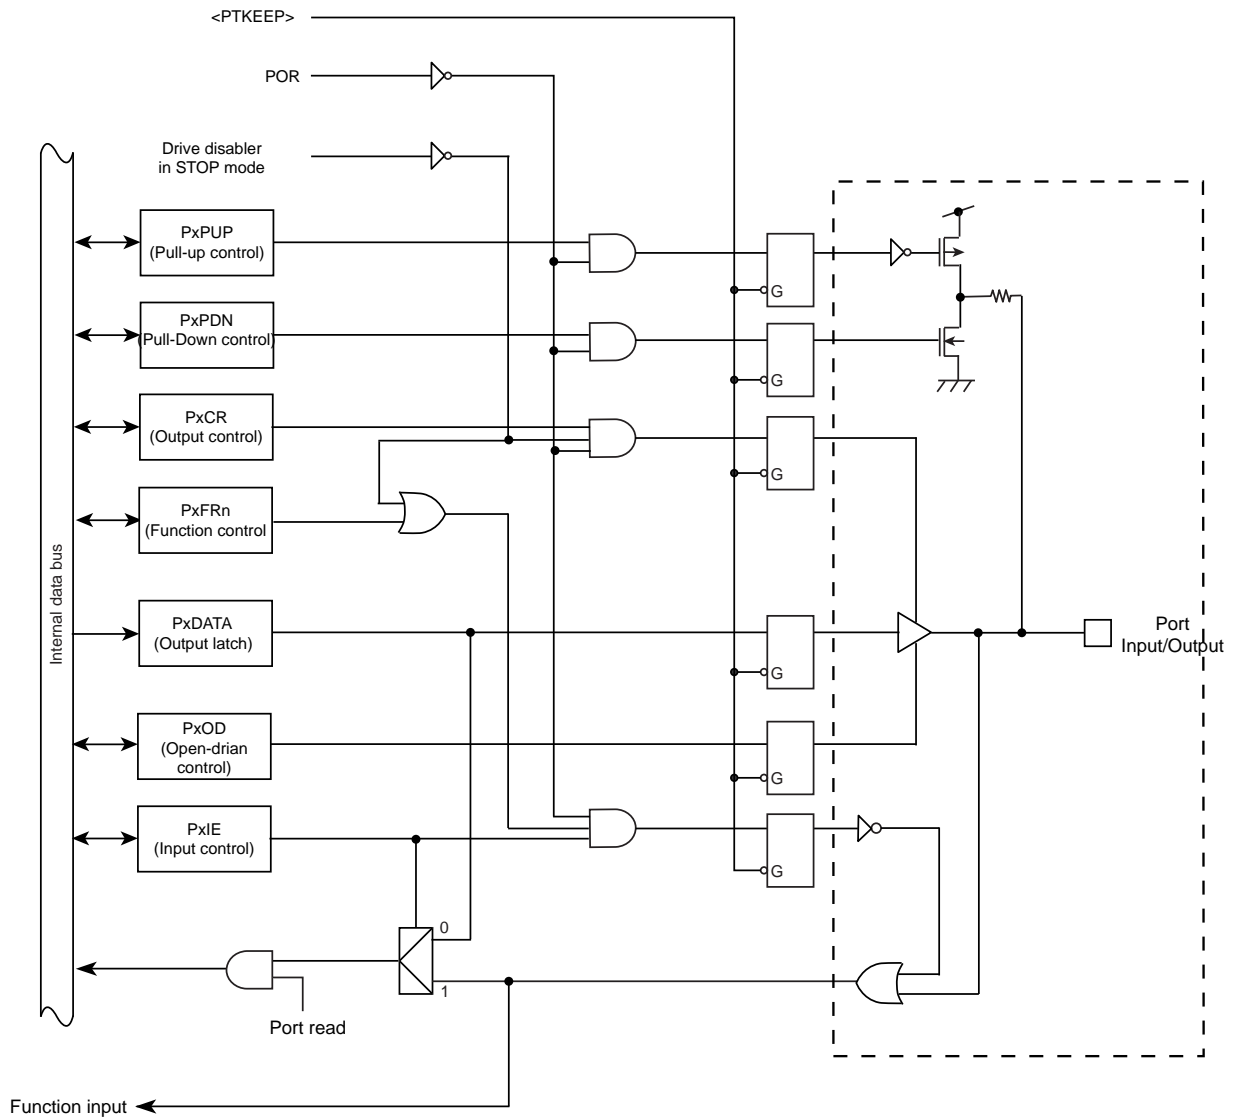 <PTKEEP>
POR
Drive disabler
in STOP mode
PxPUP
(Pull-up control)
G
PxPDN
(Pull-Down control)
G
PxCR
(Output control)
G
PxFRn
(Function control
Internal data bus
PxDATA
(Output latch)
G
Port
Input/Output
PxOD
(Open-drian
control)
G
PxIE
(Input control)
G
0
1
Port read
Function input